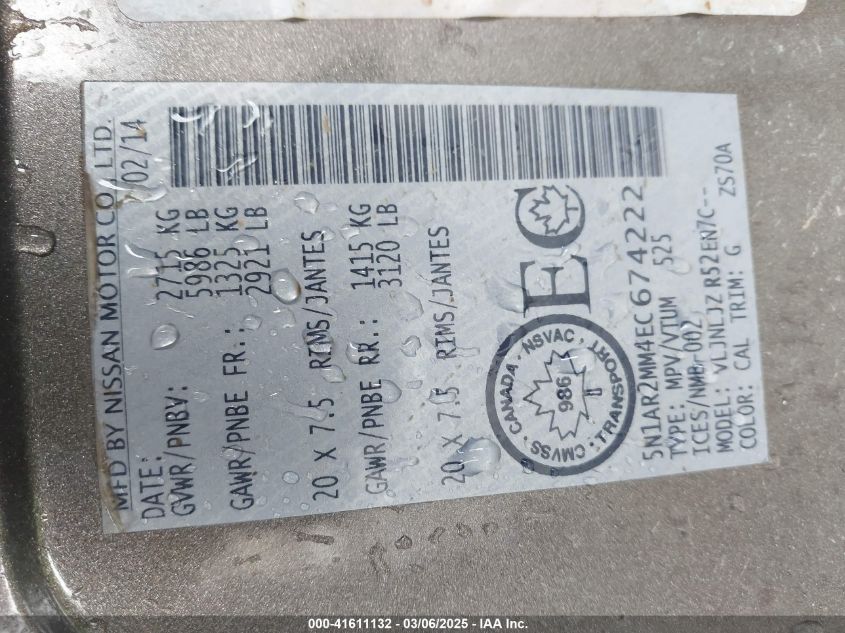 MFD BY NISSAN MOTOR CO., LTD.
DATE: 02/14
GVWR/PNBV: 2715 KG
5986 LB
GAWR/PNBE FR.: 1325 KG
2921 LB
20 X 7.5 RIMS/JANTES
GAWR/PNBE RR.: 1415 KG
3120 LB
20 X 7.5 RIMS/JANTES
CANADA . NSVAC .
986
CMVSS . TRANSPORT
EC
5N1AR2MM4EC674222
TYPE: MPV/VTUM 525
ICES/NMB-002
MODEL: VLJNLJZ R52EN7C--
COLOR: CAL TRIM: G ZS70A
000-41611132 - 03/06/2025 - IAA Inc.